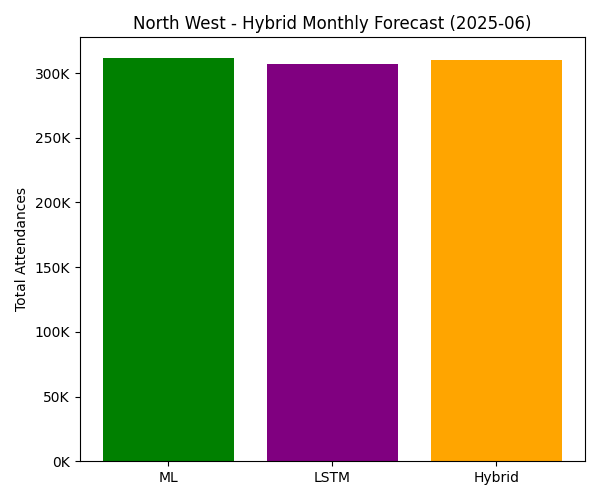 North West - Hybrid Monthly Forecast (2025-06)
Total Attendances
300K
250K
200K
150K
100K
50K
0K
ML LSTM Hybrid